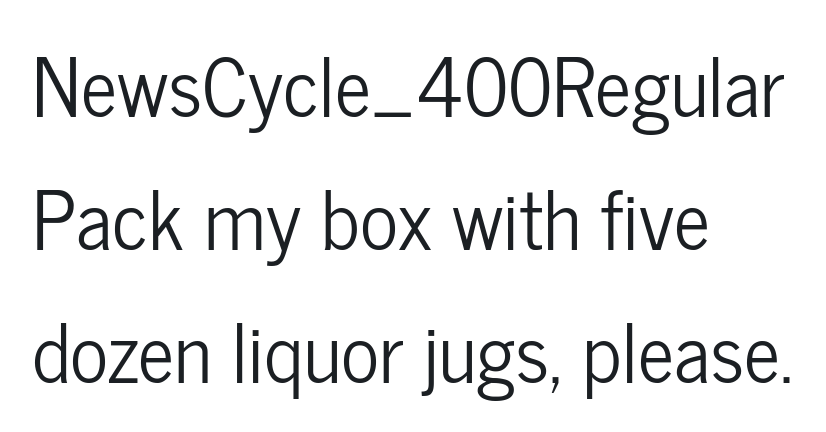 NewsCycle_400Regular
Pack my box with five
dozen liquor jugs, please.